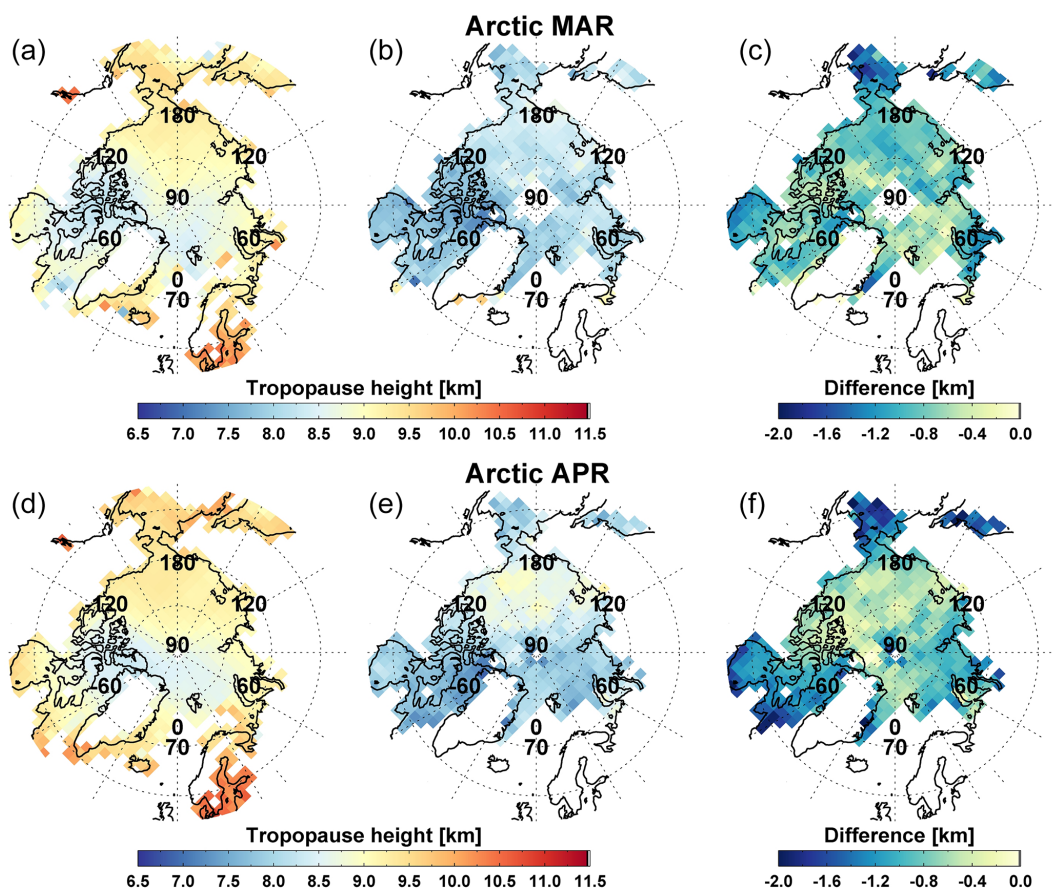 Arctic MAR
(a) (b) (c)
180 180 180
-120 120 -120 120 -120 120
90 90 90
-60 60 -60 60 -60 60
0 0 0
70 70 70
Tropopause height [km] Difference [km]
6.5 7.0 7.5 8.0 8.5 9.0 9.5 10.0 10.5 11.0 11.5 -2.0 -1.6 -1.2 -0.8 -0.4 0.0
Arctic APR
(d) (e) (f)
180 180 180
-120 120 -120 120 -120 120
90 90 90
-60 60 -60 60 -60 60
0 0 0
70 70 70
Tropopause height [km] Difference [km]
6.5 7.0 7.5 8.0 8.5 9.0 9.5 10.0 10.5 11.0 11.5 -2.0 -1.6 -1.2 -0.8 -0.4 0.0